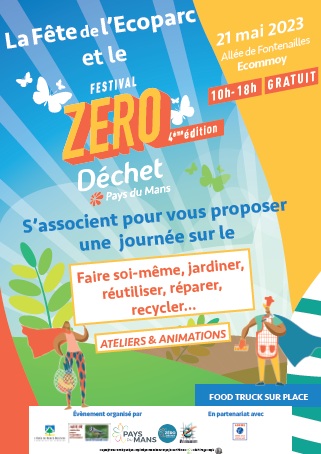 La Fête de l'Ecoparc
et le
21 mai 2023
Allée de Fontenailles
Ecommoy
10h-18h GRATUIT
FESTIVAL
ZERO
4ème édition
Déchet
Pays du Mans
S'associent pour vous proposer
une journée sur le
Faire soi-même, jardiner,
réutiliser, réparer,
recycler...
ATELIERS & ANIMATIONS
FOOD TRUCK SUR PLACE
Évènement organisé par
En partenariat avec
PAYS DU MANS
ZERO